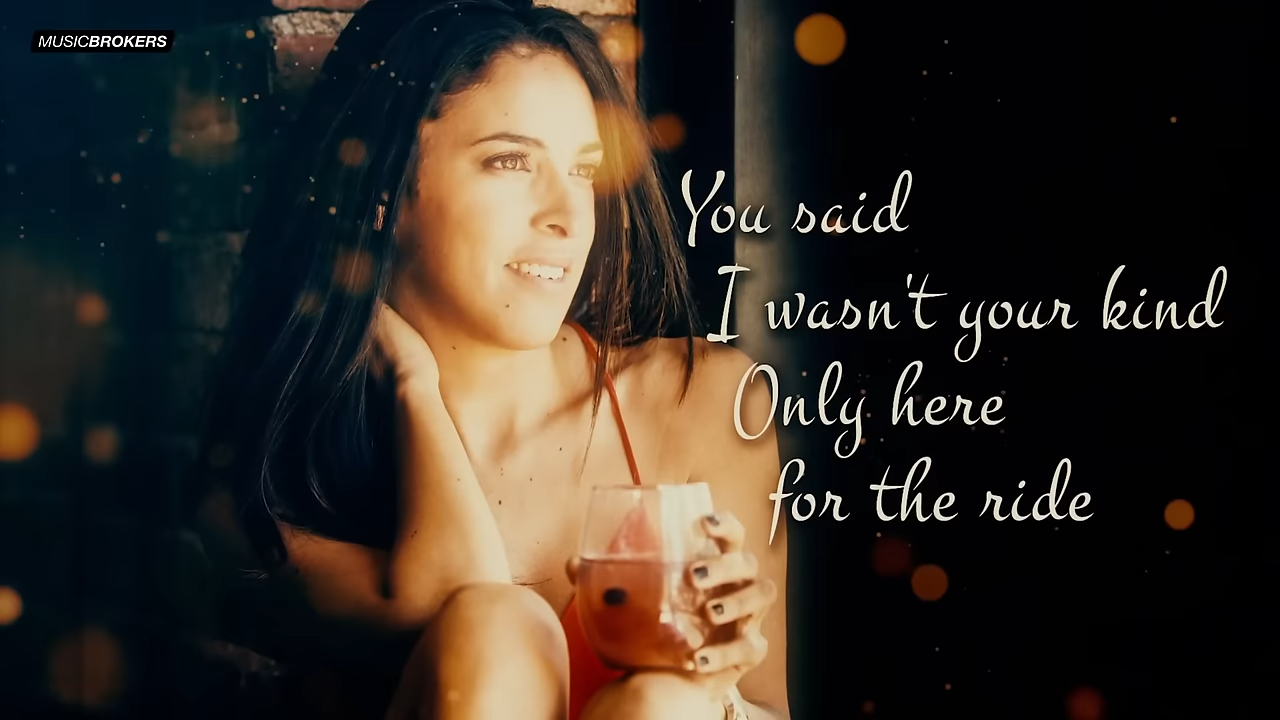 MUSICBROKERS
You said
I wasn't your kind
Only here
for the ride